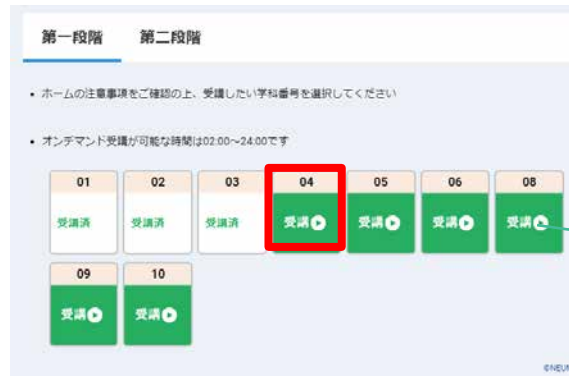 第一段階 第二段階
• ホームの注意事項をご確認の上、受講したい学科番号を選択してください
• オンデマンド受講が可能な時間は02:00～24:00です
01 02 03 04 05 06 08
受講済 受講済 受講済 受講 受講 受講 受講
09 10
受講 受講